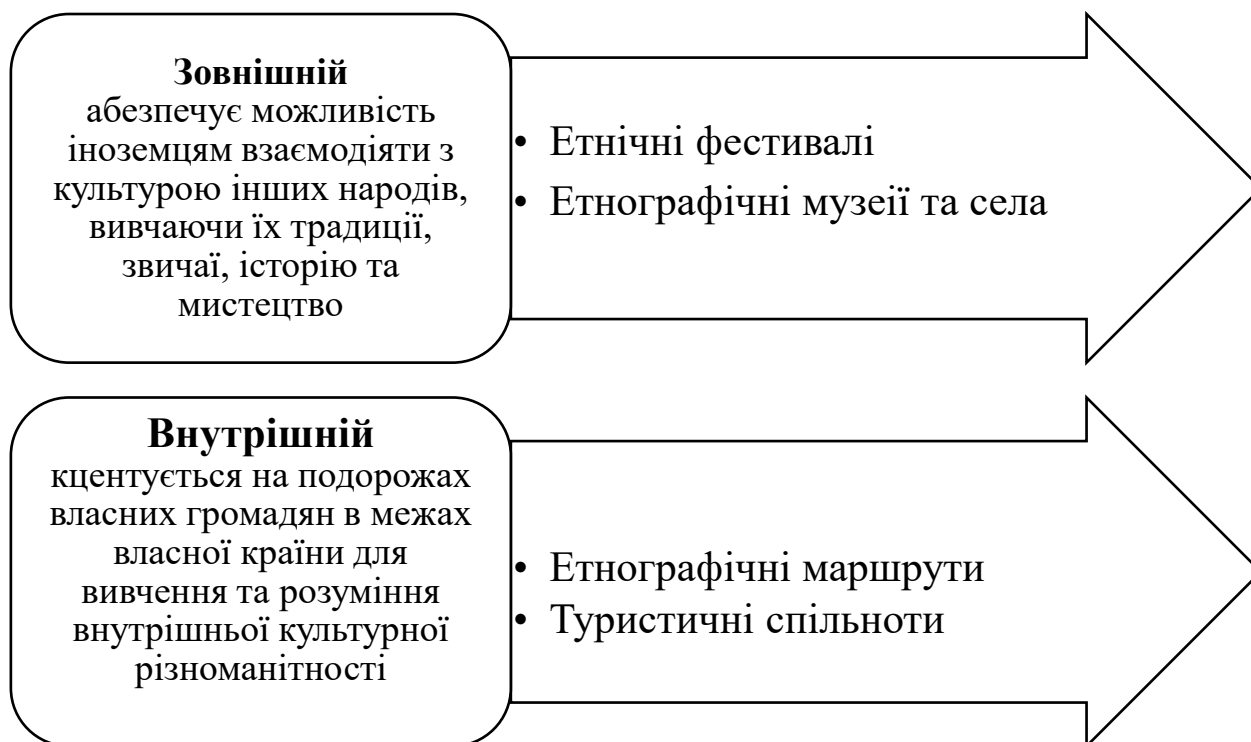 Зовнішній
абезпечує можливість
іноземцям взаємодіяти з
культурою інших народів,
вивчаючи їх традиції,
звичаї, історію та
мистецтво
• Етнічні фестивалі
• Етнографічні музеїї та села
Внутрішній
кцентується на подорожах
власних громадян в межах
власної країни для
вивчення та розуміння
внутрішньої культурної
різноманітності
• Етнографічні маршрути
• Туристичні спільноти